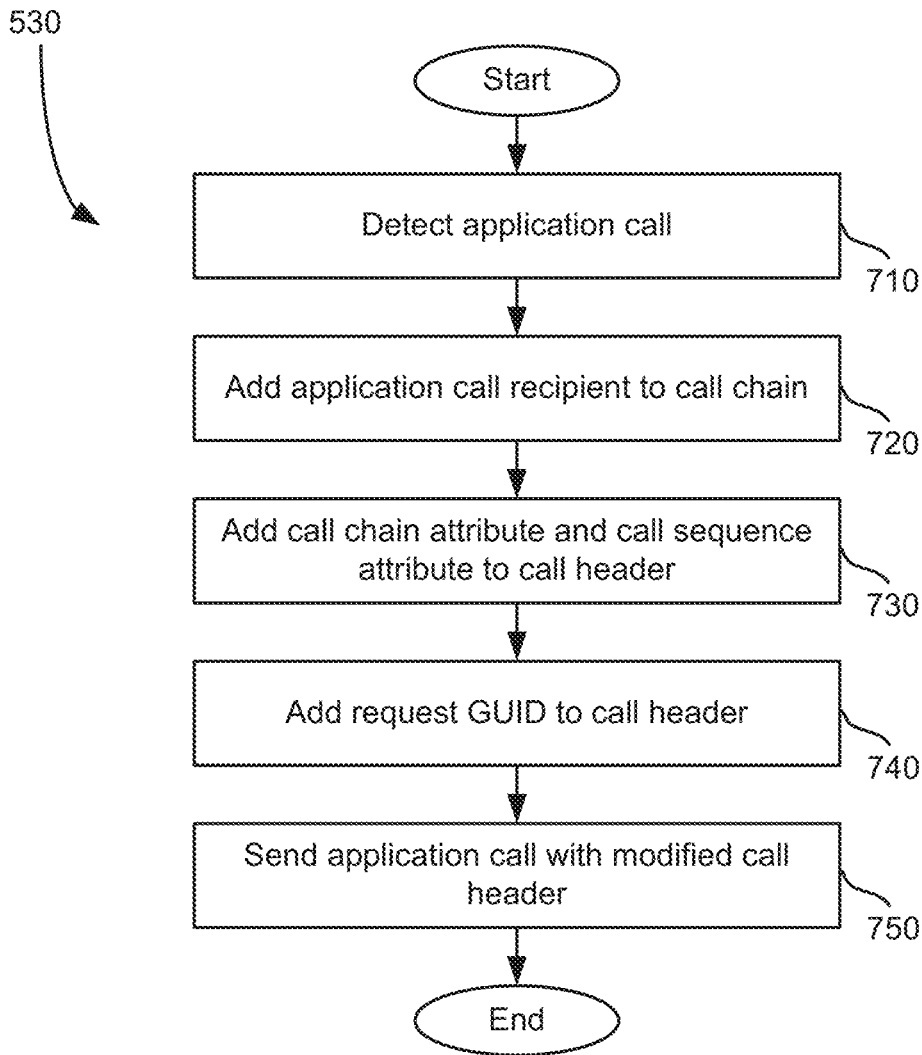 530
Start
Detect application call
710
Add application call recipient to call chain
720
Add call chain attribute and call sequence
attribute to call header
730
Add request GUID to call header
740
Send application call with modified call
header
750
End